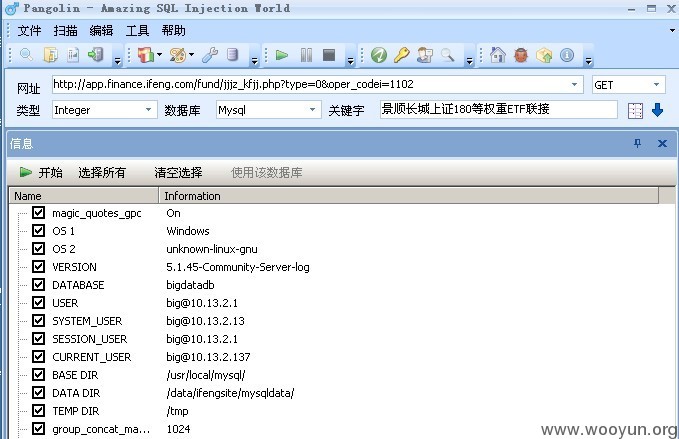 Pangolin - Amazing SQL Injection World
文件 扫描 编辑 工具 帮助
网址 http://app.finance.ifeng.com/fund/jjjz_kfjj.php?type=0&oper_codei=1102 GET
类型 Integer 数据库 Mysql 关键字 景顺长城上证180等权重ETF联接
信息
开始 选择所有 清空选择 使用该数据库
Name Information
magic_quotes_gpc On
OS 1 Windows
OS 2 unknown-linux-gnu
VERSION 5.1.45-Community-Server-log
DATABASE bigdatadb
USER big@10.13.2.1
SYSTEM_USER big@10.13.2.13
SESSION_USER big@10.13.2.1
CURRENT_USER big@10.13.2.137
BASE DIR /usr/local/mysql/
DATA DIR /data/ifengsite/mysqldata/
TEMP DIR /tmp
group_concat_ma... 1024
www.wooyun.org